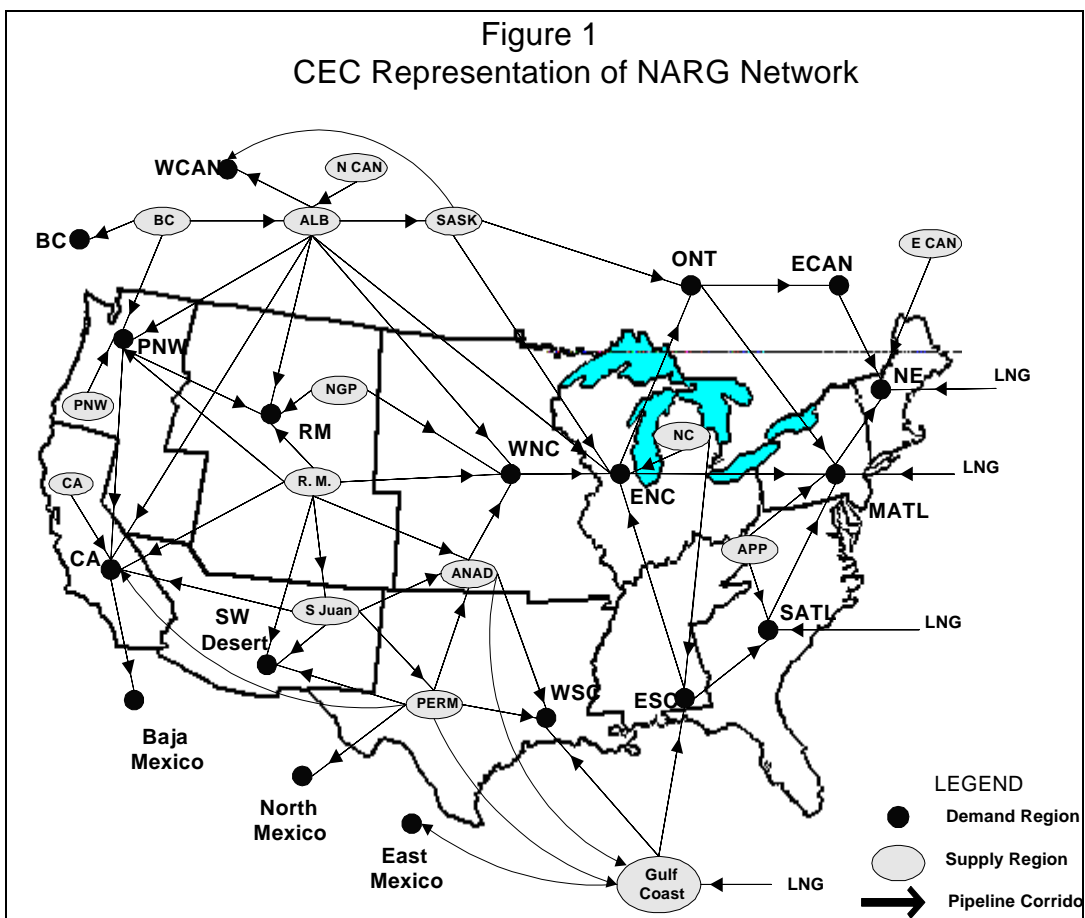 Figure 1
CEC Representation of NARG Network
WCAN
N CAN
BC
ALB
SASK
BC
E CAN
ONT
ECAN
PNW
PNW
NGP
RM
NE
LNG
WNC
NC
CA
R. M.
ENC
LNG
MATL
CA
ANAD
APP
S Juan
SW
Desert
SATL
LNG
PERM
WSC
ESC
Baja
Mexico
North
Mexico
East
Mexico
Gulf
Coast
LNG
LEGEND
Demand Region
Supply Region
Pipeline Corrido